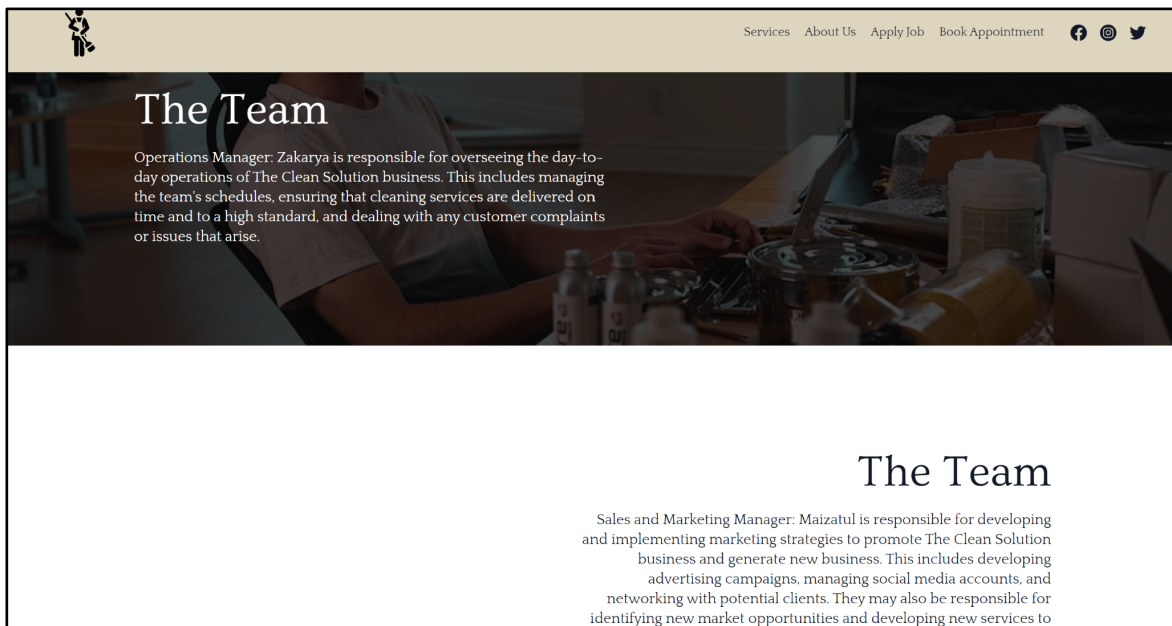 Services About Us Apply Job Book Appointment
The Team
Operations Manager: Zakarya is responsible for overseeing the day-to-
day operations of The Clean Solution business. This includes managing
the team's schedules, ensuring that cleaning services are delivered on
time and to a high standard, and dealing with any customer complaints
or issues that arise.
The Team
Sales and Marketing Manager: Maizatul is responsible for developing
and implementing marketing strategies to promote The Clean Solution
business and generate new business. This includes developing
advertising campaigns, managing social media accounts, and
networking with potential clients. They may also be responsible for
identifying new market opportunities and developing new services to